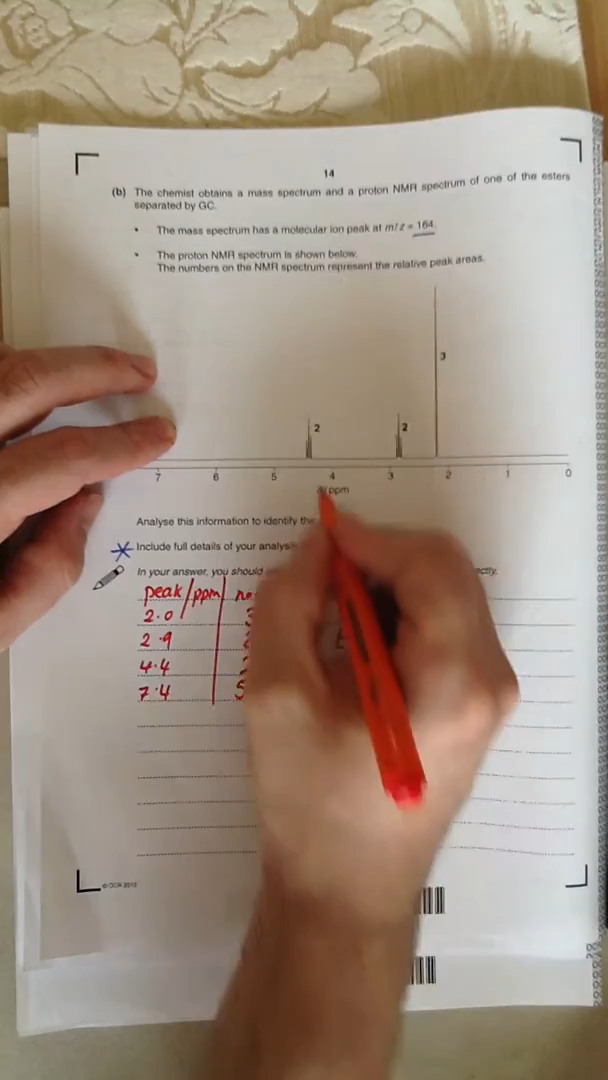 14
(b) The chemist obtains a mass spectrum and a proton NMR spectrum of one of the esters
separated by GC.
• The mass spectrum has a molecular ion peak at m/z = 164.
• The proton NMR spectrum is shown below.
The numbers on the NMR spectrum represent the relative peak areas.
3
2 2
7 6 5 4 3 2 1 0
ppm
Analyse this information to identify the
Include full details of your analysis
In your answer, you should
peak/ppm
2.0
2.9
4.4
7.4
© OCR 2013